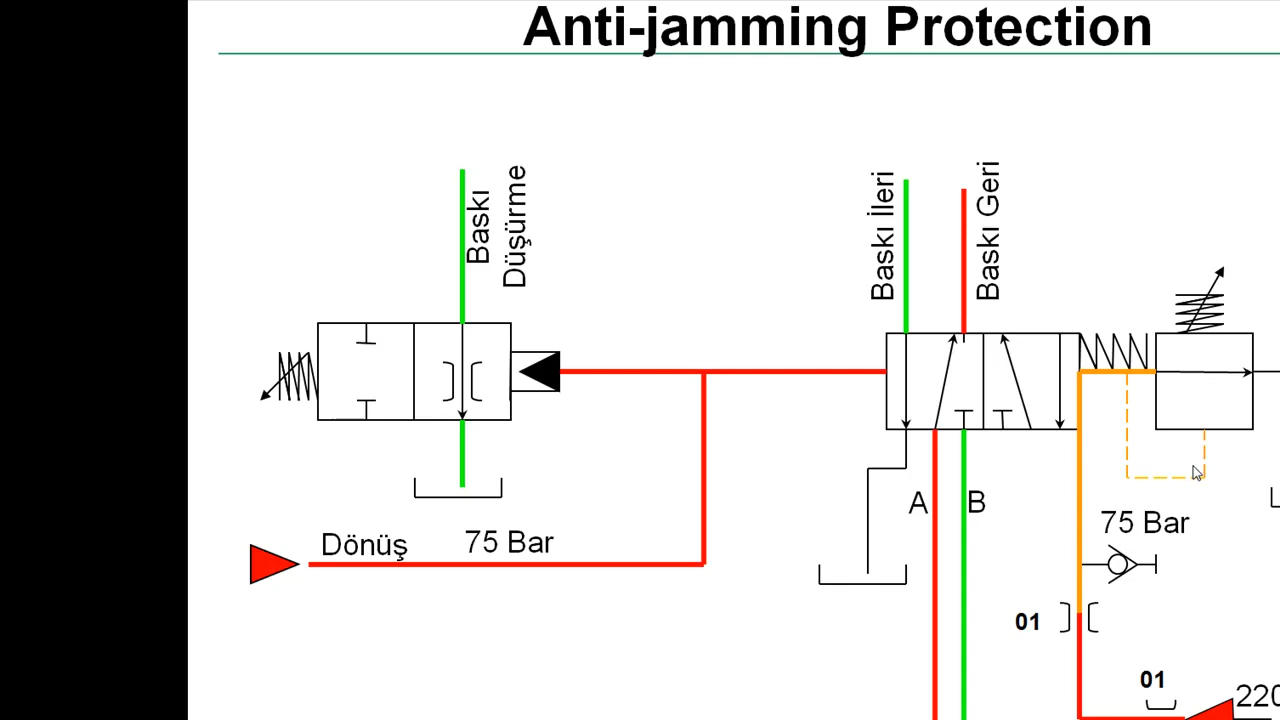 Anti-jamming Protection
Baskı
Düşürme
Baskı İleri
Baskı Geri
A
B
75 Bar
Dönüş
75 Bar
01
01
220